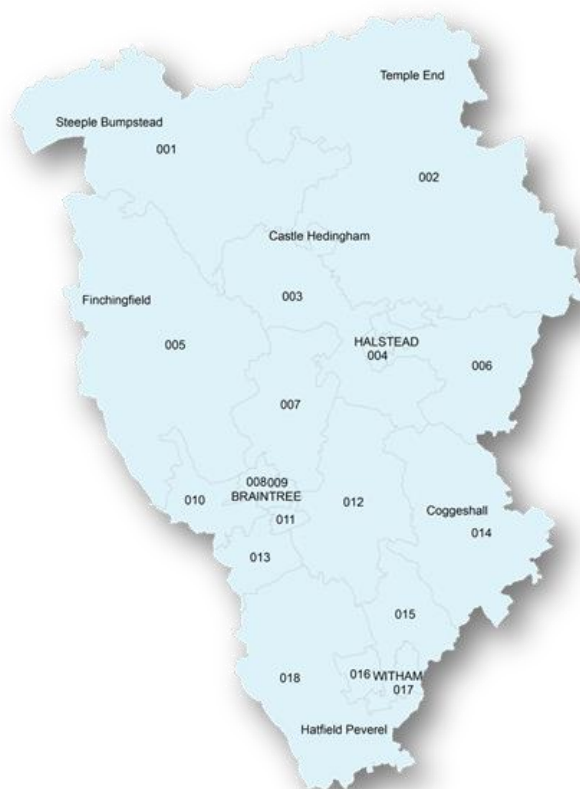 Temple End
Steeple Bumpstead
001
002
Castle Hedingham
003
Finchingfield
005
HALSTEAD
004
006
007
008009
BRAINTREE
010
011
012
Coggeshall
014
013
015
016
WITHAM
017
018
Hatfield Peverel